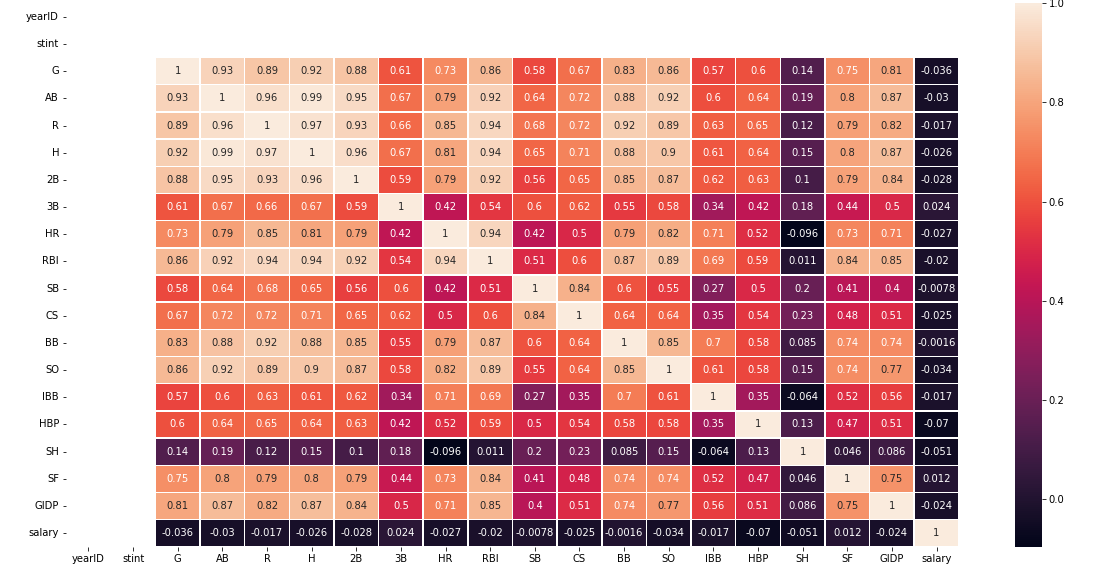 yearID
stint
G 1 0.93 0.89 0.92 0.88 0.61 0.73 0.86 0.58 0.67 0.83 0.86 0.57 0.6 0.14 0.75 0.81 -0.036
AB 0.93 1 0.96 0.99 0.95 0.67 0.79 0.92 0.64 0.72 0.88 0.92 0.6 0.64 0.19 0.8 0.87 -0.03
R 0.89 0.96 1 0.97 0.93 0.66 0.85 0.94 0.68 0.72 0.92 0.89 0.63 0.65 0.12 0.79 0.82 -0.017
H 0.92 0.99 0.97 1 0.96 0.67 0.81 0.94 0.65 0.71 0.88 0.9 0.61 0.64 0.15 0.8 0.87 -0.026
2B 0.88 0.95 0.93 0.96 1 0.59 0.79 0.92 0.56 0.65 0.85 0.87 0.62 0.63 0.1 0.79 0.84 -0.028
3B 0.61 0.67 0.66 0.67 0.59 1 0.42 0.54 0.6 0.62 0.55 0.58 0.34 0.42 0.18 0.44 0.5 0.024
HR 0.73 0.79 0.85 0.81 0.79 0.42 1 0.94 0.42 0.5 0.79 0.82 0.71 0.52 -0.096 0.73 0.71 -0.027
RBI 0.86 0.92 0.94 0.94 0.92 0.54 0.94 1 0.51 0.6 0.87 0.89 0.69 0.59 0.011 0.84 0.85 -0.02
SB 0.58 0.64 0.68 0.65 0.56 0.6 0.42 0.51 1 0.84 0.6 0.55 0.27 0.5 0.2 0.41 0.4 -0.0078
CS 0.67 0.72 0.72 0.71 0.65 0.62 0.5 0.6 0.84 1 0.64 0.64 0.35 0.54 0.23 0.48 0.51 -0.025
BB 0.83 0.88 0.92 0.88 0.85 0.55 0.79 0.87 0.6 0.64 1 0.85 0.7 0.58 0.085 0.74 0.74 -0.0016
SO 0.86 0.92 0.89 0.9 0.87 0.58 0.82 0.89 0.55 0.64 0.85 1 0.61 0.58 0.15 0.74 0.77 -0.034
IBB 0.57 0.6 0.63 0.61 0.62 0.34 0.71 0.69 0.27 0.35 0.7 0.61 1 0.35 -0.064 0.52 0.56 -0.017
HBP 0.6 0.64 0.65 0.64 0.63 0.42 0.52 0.59 0.5 0.54 0.58 0.58 0.35 1 0.13 0.47 0.51 -0.07
SH 0.14 0.19 0.12 0.15 0.1 0.18 -0.096 0.011 0.2 0.23 0.085 0.15 -0.064 0.13 1 0.046 0.086 -0.051
SF 0.75 0.8 0.79 0.8 0.79 0.44 0.73 0.84 0.41 0.48 0.74 0.74 0.52 0.47 0.046 1 0.75 0.012
GIDP 0.81 0.87 0.82 0.87 0.84 0.5 0.71 0.85 0.4 0.51 0.74 0.77 0.56 0.51 0.086 0.75 1 -0.024
salary -0.036 -0.03 -0.017 -0.026 -0.028 0.024 -0.027 -0.02 -0.0078 -0.025 -0.0016 -0.034 -0.017 -0.07 -0.051 0.012 -0.024 1
yearID stint G AB R H 2B 3B HR RBI SB CS BB SO IBB HBP SH SF GIDP salary
1.0
0.8
0.6
0.4
0.2
0.0